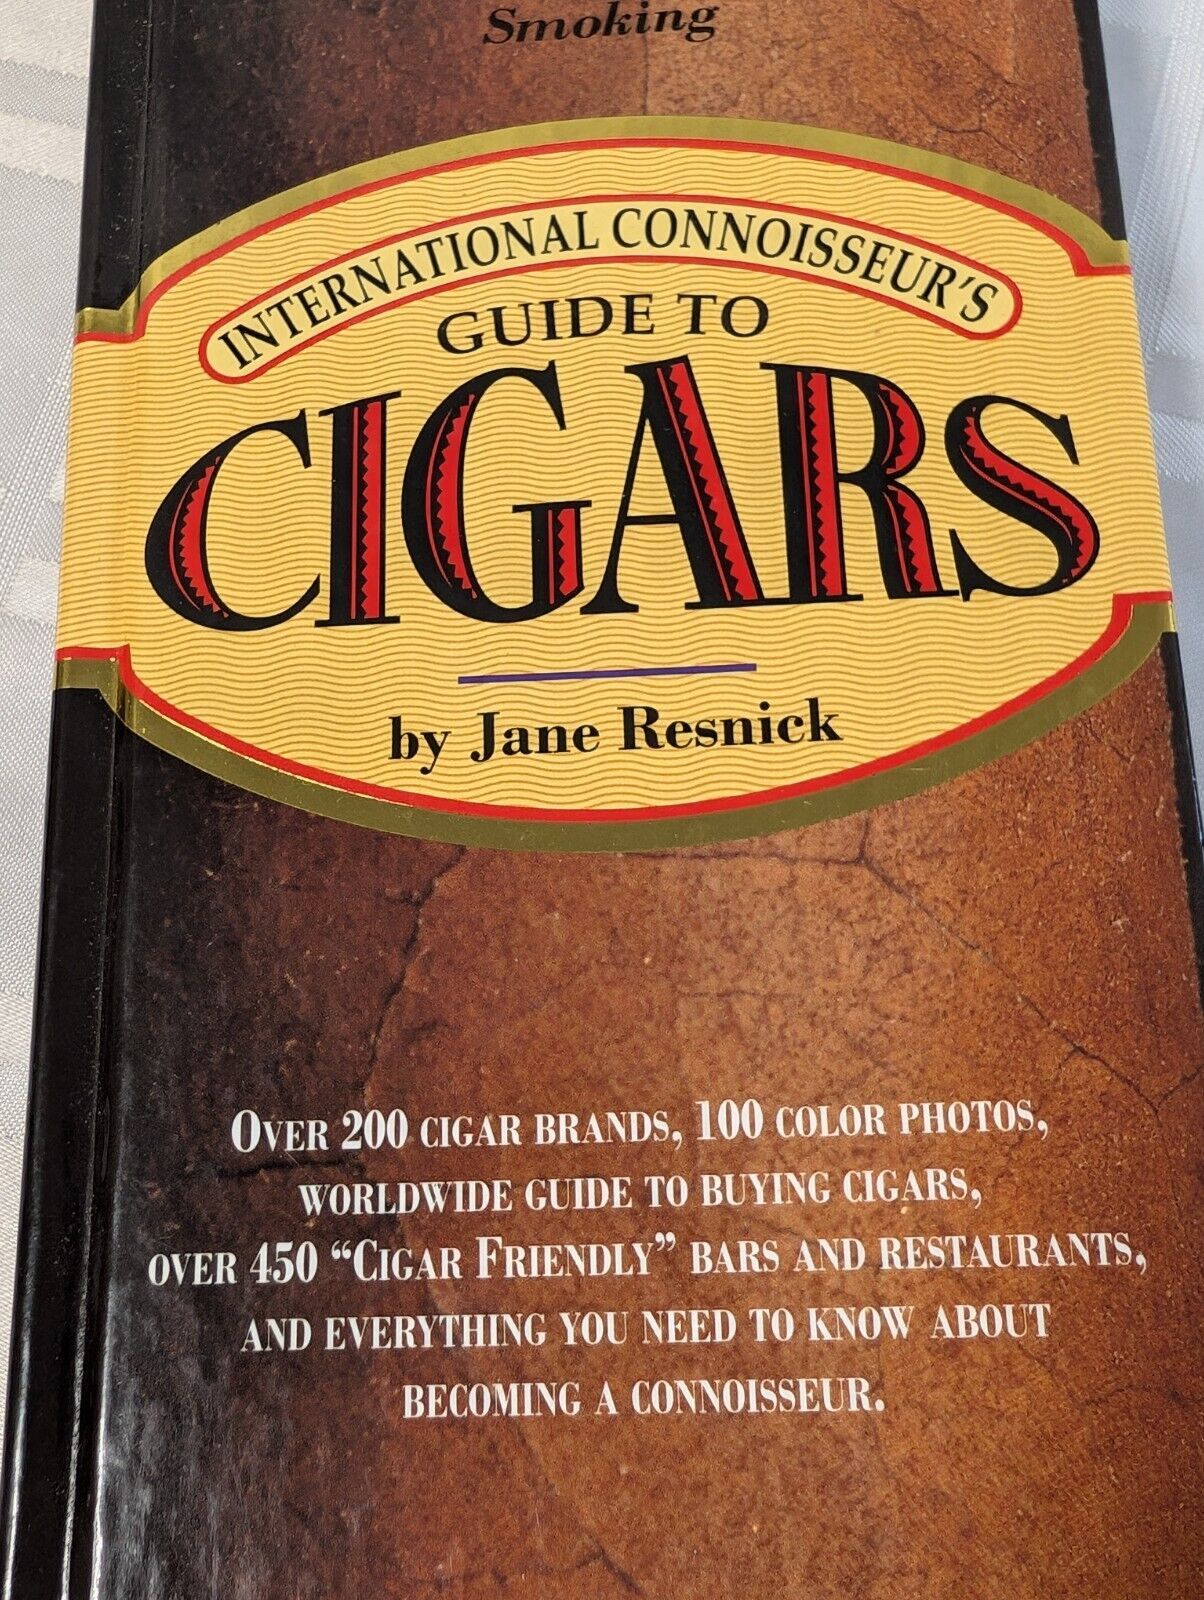 Smoking
INTERNATIONAL CONNOISSEUR'S
GUIDE TO
CIGARS
by Jane Resnick
OVER 200 CIGAR BRANDS, 100 COLOR PHOTOS,
WORLDWIDE GUIDE TO BUYING CIGARS,
OVER 450 “CIGAR FRIENDLY” BARS AND RESTAURANTS,
AND EVERYTHING YOU NEED TO KNOW ABOUT
BECOMING A CONNOISSEUR.